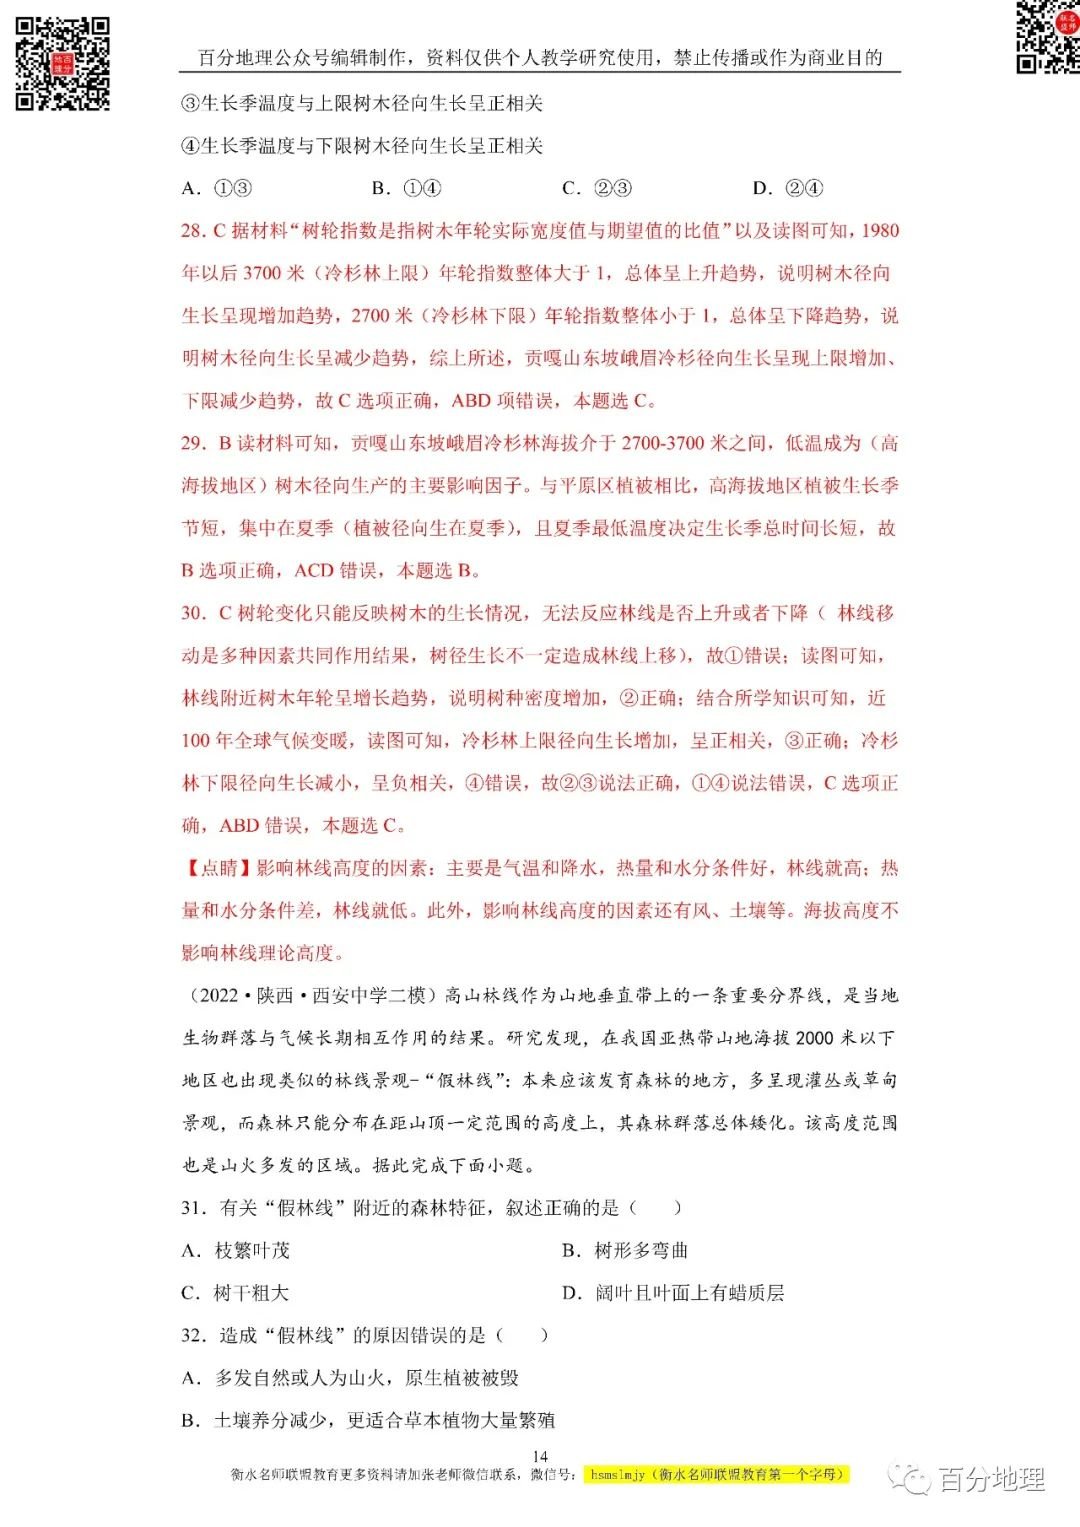 百分地理公众号编辑制作，资料仅供个人教学研究使用，禁止传播或作为商业目的
③生长季温度与上限树木径向生长呈正相关
④生长季温度与下限树木径向生长呈正相关
A．①③ B．①④ C．②③ D．②④
28．C 据材料“树轮指数是指树木年轮实际宽度值与期望值的比值”以及读图可知，1980
年以后 3700 米（冷杉林上限）年轮指数整体大于 1，总体呈上升趋势，说明树木径向
生长呈现增加趋势，2700 米（冷杉林下限）年轮指数整体小于 1，总体呈下降趋势，说
明树木径向生长呈减少趋势，综上所述，贡嘎山东坡峨眉冷杉径向生长呈现上限增加、
下限减少趋势，故 C 选项正确，ABD 项错误，本题选 C。
29．B 读材料可知，贡嘎山东坡峨眉冷杉林海拔介于 2700-3700 米之间，低温成为（高
海拔地区）树木径向生产的主要影响因子。与平原区植被相比，高海拔地区植被生长季
节短，集中在夏季（植被径向生在夏季），且夏季最低温度决定生长季总时间长短，故
B 选项正确，ACD 错误，本题选 B。
30．C 树轮变化只能反映树木的生长情况，无法反应林线是否上升或者下降（ 林线移
动是多种因素共同作用结果，树径生长不一定造成林线上移），故①错误；读图可知，
林线附近树木年轮呈增长趋势，说明树种密度增加，②正确；结合所学知识可知，近
100 年全球气候变暖，读图可知，冷杉林上限径向生长增加，呈正相关，③正确；冷杉
林下限径向生长减小，呈负相关，④错误，故②③说法正确，①④说法错误，C 选项正
确，ABD 错误，本题选 C。
【点睛】影响林线高度的因素：主要是气温和降水，热量和水分条件好，林线就高；热
量和水分条件差，林线就低。此外，影响林线高度的因素还有风、土壤等。海拔高度不
影响林线理论高度。
（2022·陕西·西安中学二模）高山林线作为山地垂直带上的一条重要分界线，是当地
生物群落与气候长期相互作用的结果。研究发现，在我国亚热带山地海拔 2000 米以下
地区也出现类似的林线景观-“假林线”：本来应该发育森林的地方，多呈现灌丛或草甸
景观，而森林只能分布在距山顶一定范围的高度上，其森林群落总体矮化。该高度范围
也是山火多发的区域。据此完成下面小题。
31．有关“假林线”附近的森林特征，叙述正确的是（ ）
A．枝繁叶茂 B．树形多弯曲
C．树干粗大 D．阔叶且叶面上有蜡质层
32．造成“假林线”的原因错误的是（ ）
A．多发自然或人为山火，原生植被被毁
B．土壤养分减少，更适合草本植物大量繁殖
14
衡水名师联盟教育更多资料请加张老师微信联系，微信号： hsmslmjy（衡水名师联盟教育第一个字母）
百分地理